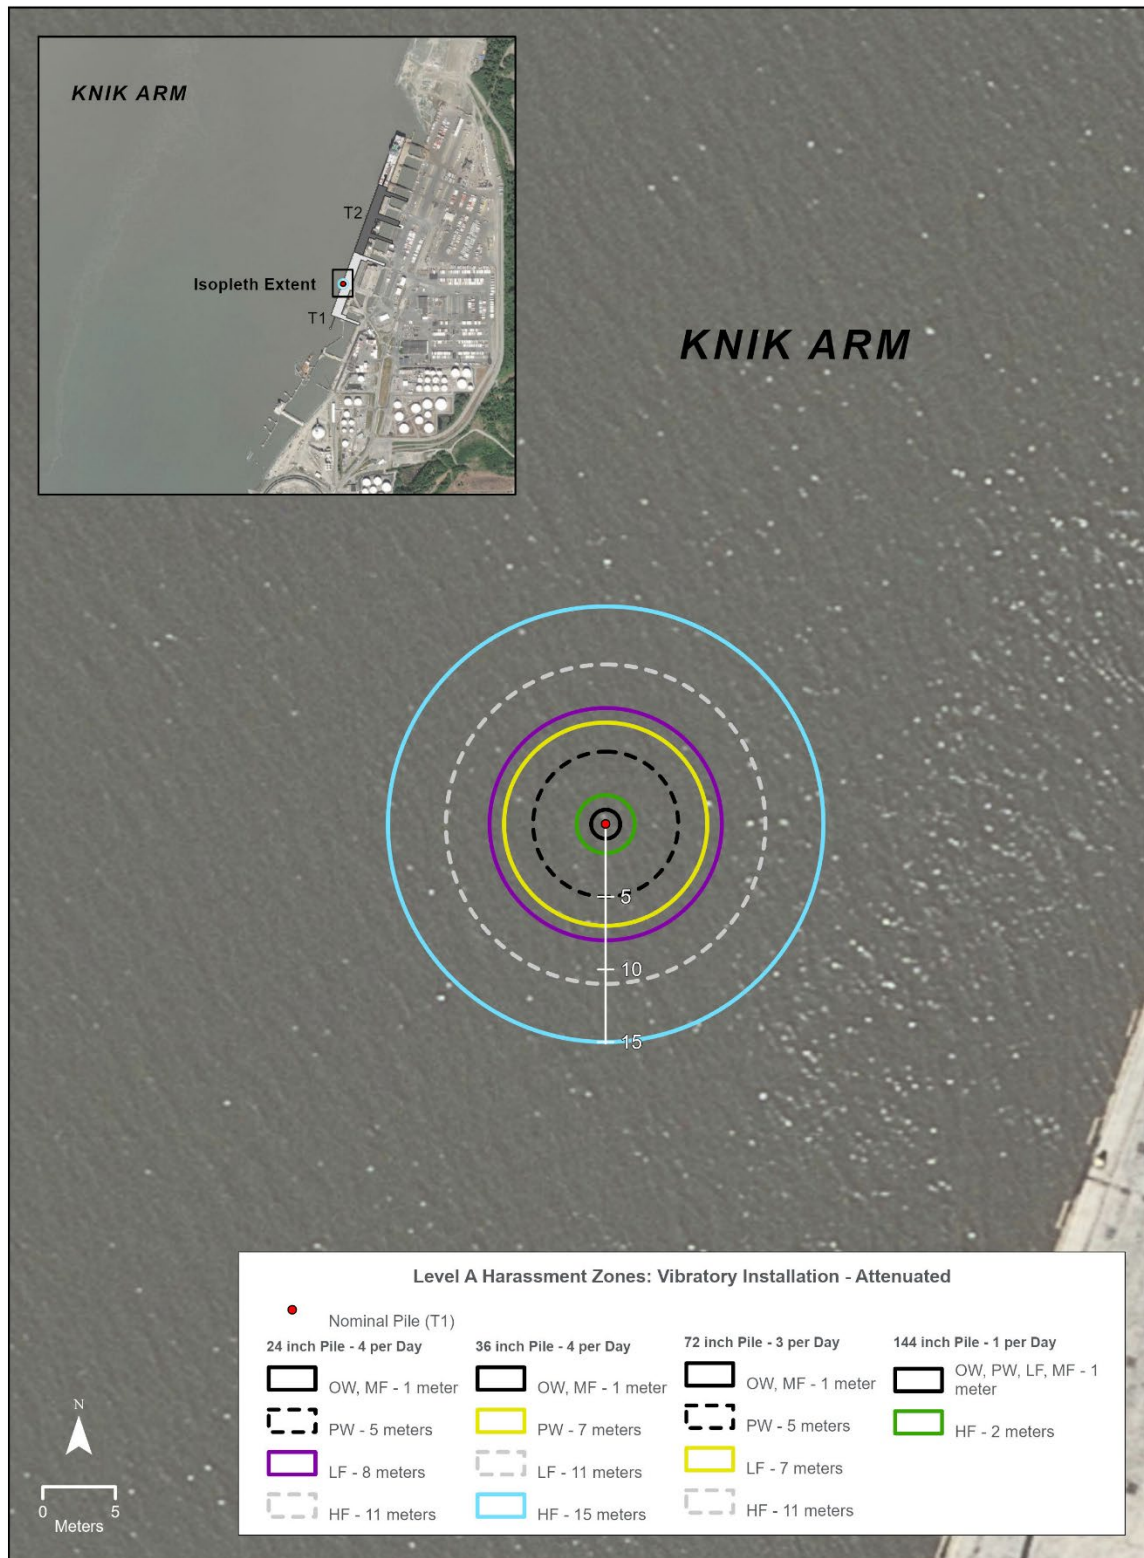 KNIK ARM
T2
Isopleth Extent
T1
KNIK ARM
5
10
15
Level A Harassment Zones: Vibratory Installation - Attenuated
Nominal Pile (T1)
24 inch Pile - 4 per Day
OW, MF - 1 meter
PW - 5 meters
LF - 8 meters
HF - 11 meters
36 inch Pile - 4 per Day
OW, MF - 1 meter
PW - 7 meters
LF - 11 meters
HF - 15 meters
72 inch Pile - 3 per Day
OW, MF - 1 meter
PW - 5 meters
LF - 7 meters
HF - 11 meters
144 inch Pile - 1 per Day
OW, PW, LF, MF - 1
meter
HF - 2 meters
N
0 5
Meters